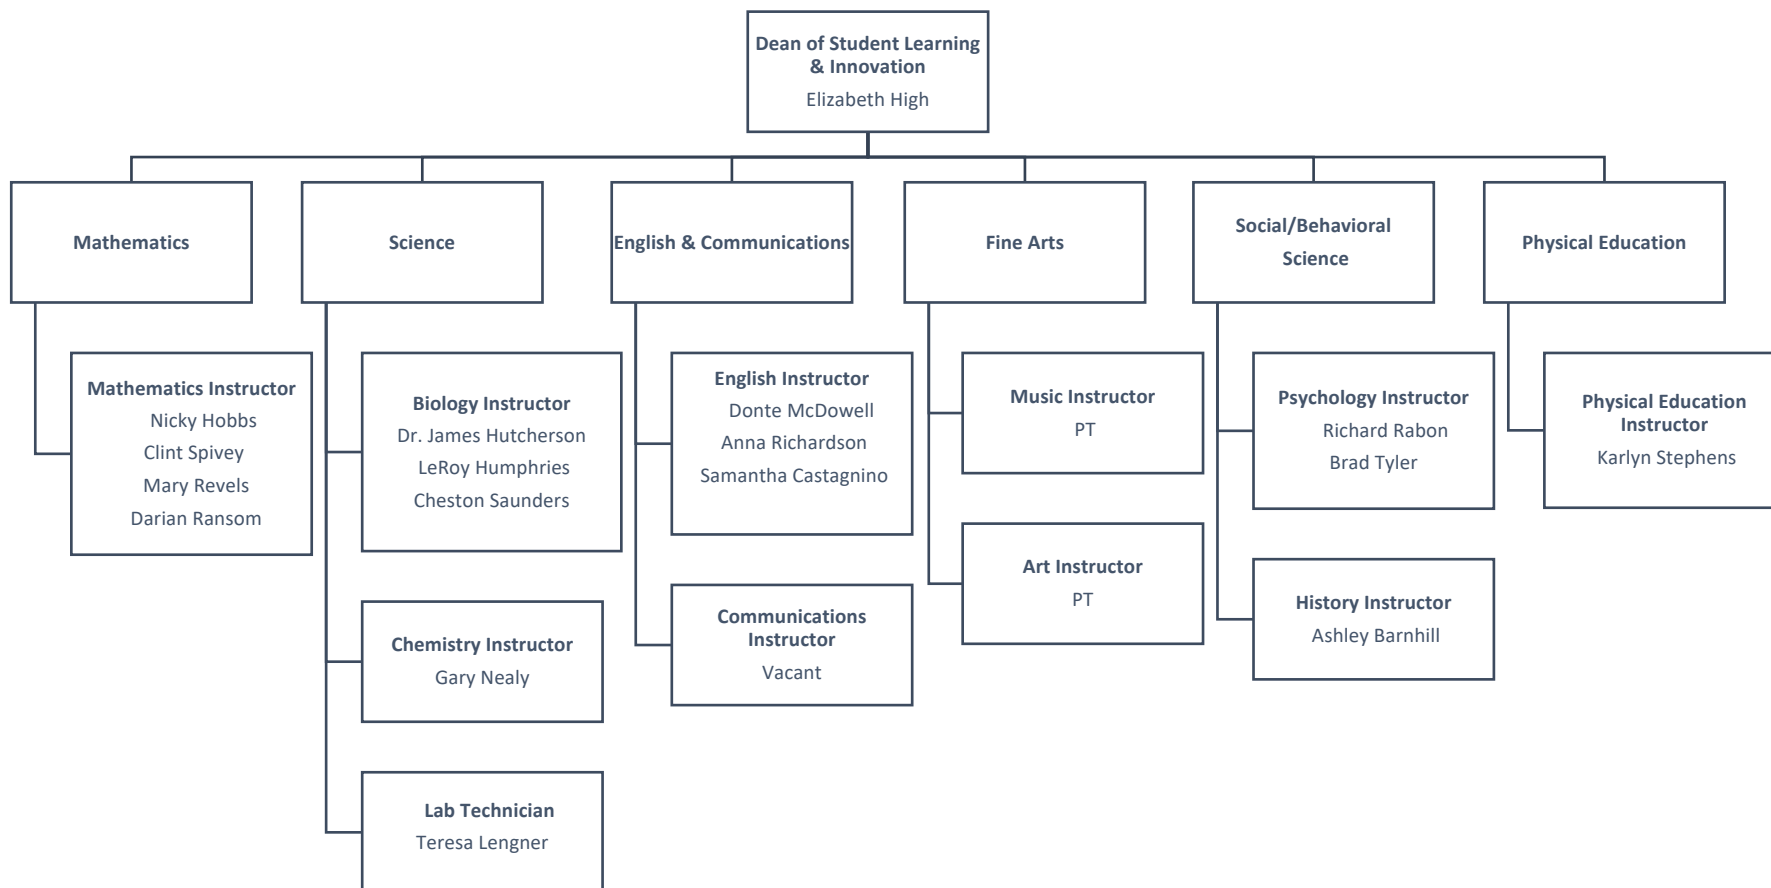 Dean of Student Learning
& Innovation
Elizabeth High
Mathematics
Science
English & Communications
Fine Arts
Social/Behavioral
Science
Physical Education
Mathematics Instructor
Nicky Hobbs
Clint Spivey
Mary Revels
Darian Ransom
Biology Instructor
Dr. James Hutcherson
LeRoy Humphries
Cheston Saunders
Chemistry Instructor
Gary Nealy
Lab Technician
Teresa Lengner
English Instructor
Donte McDowell
Anna Richardson
Samantha Castagnino
Communications
Instructor
Vacant
Music Instructor
PT
Art Instructor
PT
Psychology Instructor
Richard Rabon
Brad Tyler
History Instructor
Ashley Barnhill
Physical Education
Instructor
Karlyn Stephens